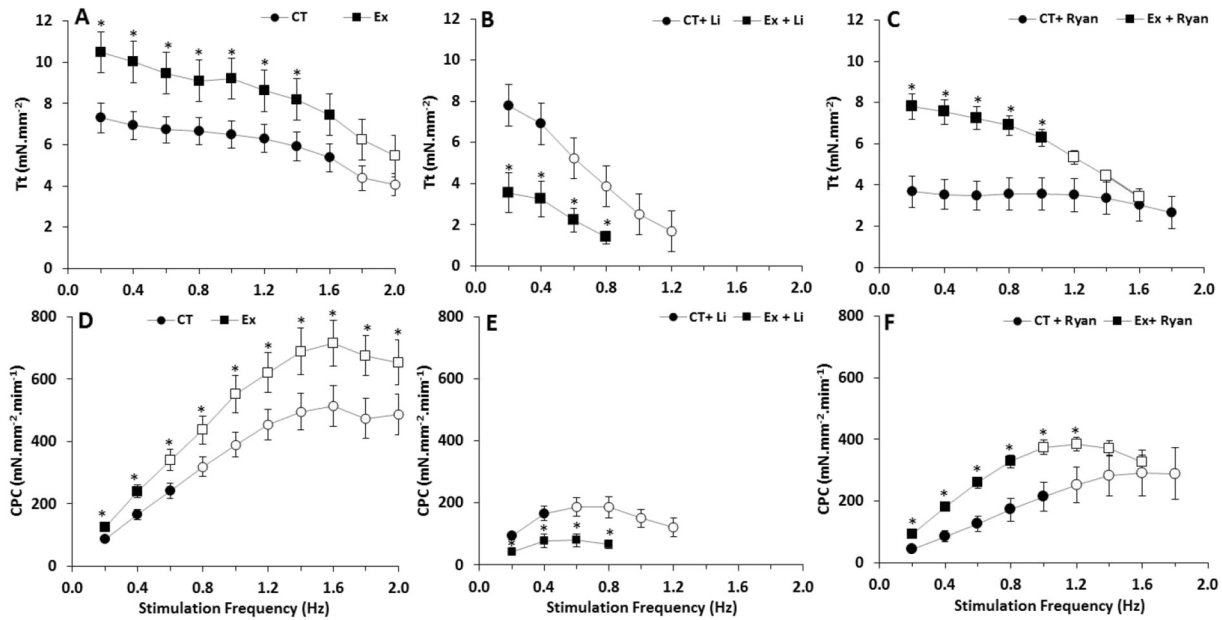 A CT Ex
B CT+ Li Ex + Li
C CT+ Ryan Ex + Ryan
12
10
8
6
4
2
0
Tt (mN.mm-2)
* * * * * * *
0.0 0.4 0.8 1.2 1.6 2.0
12
10
8
6
4
2
0
Tt (mN.mm-2)
* * * *
0.0 0.4 0.8 1.2 1.6 2.0
12
10
8
6
4
2
0
Tt (mN.mm-2)
* * * * *
0.0 0.4 0.8 1.2 1.6 2.0
D CT Ex
E CT+ Li Ex + Li
F CT + Ryan Ex+ Ryan
800
600
400
200
0
CPC (mN.mm-2.mim-1)
* * * * * * * * * *
0.0 0.4 0.8 1.2 1.6 2.0
Stimulation Frequency (Hz)
800
600
400
200
0
CPC (mN.mm-2.mim-1)
* * * *
0.0 0.4 0.8 1.2 1.6 2.0
Stimulation Frequency (Hz)
800
600
400
200
0
CPC (mN.mm-2.mim-1)
* * * * * *
0.0 0.4 0.8 1.2 1.6 2.0
Stimulation Frequency (Hz)